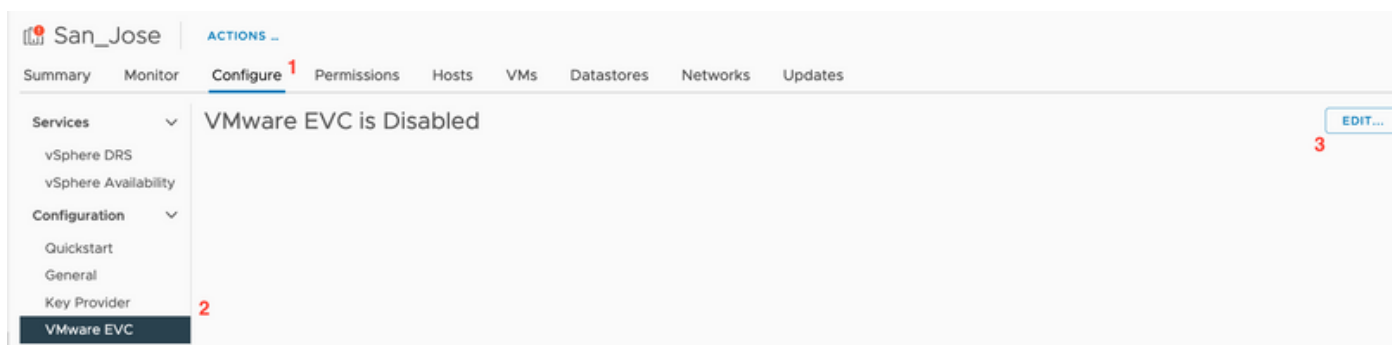 San_Jose ACTIONS …
Summary Monitor Configure 1 Permissions Hosts VMs Datastores Networks Updates
Services
vSphere DRS
vSphere Availability
Configuration
Quickstart
General
Key Provider
VMware EVC
2
VMware EVC is Disabled
EDIT...
3